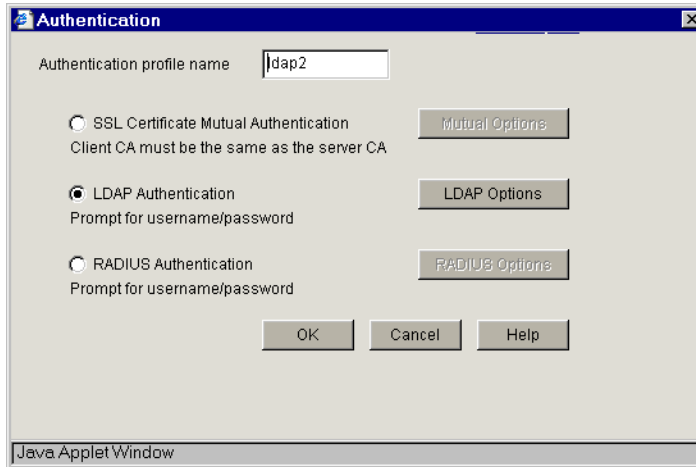 Authentication
Authentication profile name ldap2
SSL Certificate Mutual Authentication Mutual Options
Client CA must be the same as the server CA
LDAP Authentication LDAP Options
Prompt for username/password
RADIUS Authentication RADIUS Options
Prompt for username/password
OK Cancel Help
Java Applet Window